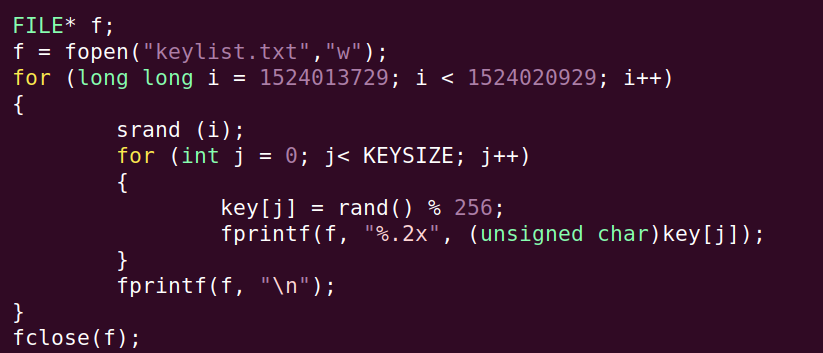 FILE* f;
f = fopen("keylist.txt","w");
for (long long i = 1524013729; i < 1524020929; i++)
{
        srand (i);
        for (int j = 0; j< KEYSIZE; j++)
        {
                key[j] = rand() % 256;
                fprintf(f, "%.2x", (unsigned char)key[j]);
        }
        fprintf(f, "\n");
}
fclose(f);